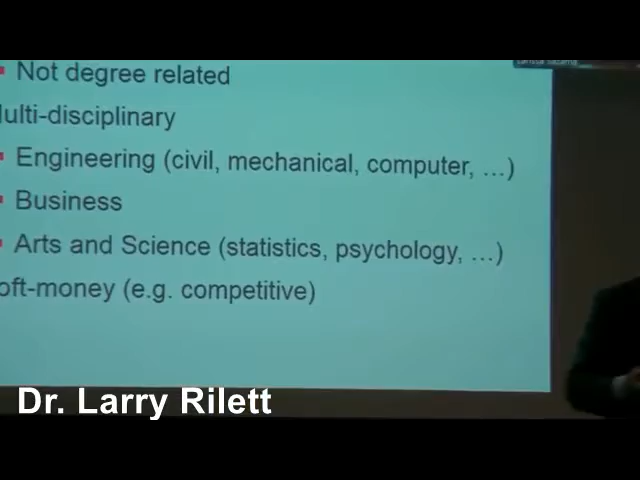 Not degree related
ulti-disciplinary
Engineering (civil, mechanical, computer, ...)
Business
Arts and Science (statistics, psychology, ...)
oft-money (e.g. competitive)
Dr. Larry Rilett